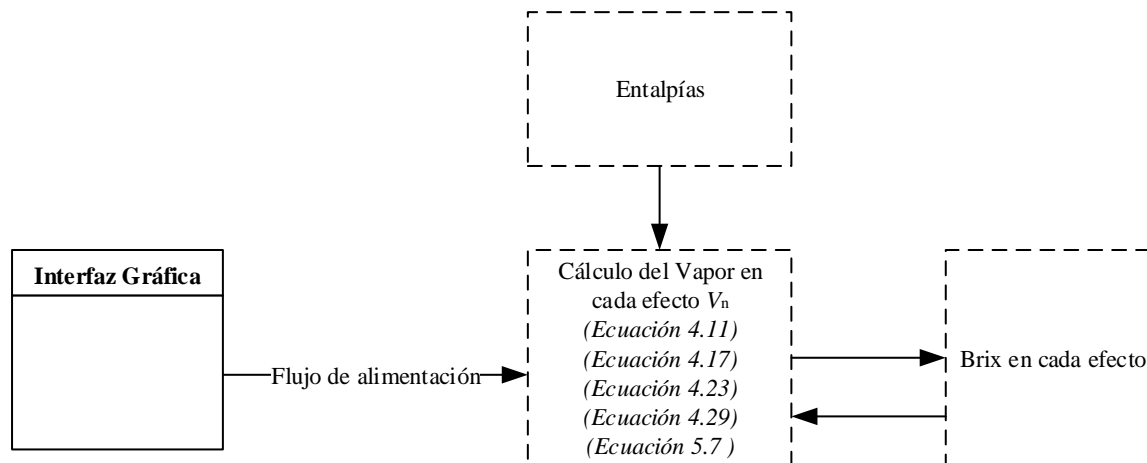 Entalpías
Interfaz Gráfica
Flujo de alimentación
Cálculo del Vapor en
cada efecto Vn
(Ecuación 4.11)
(Ecuación 4.17)
(Ecuación 4.23)
(Ecuación 4.29)
(Ecuación 5.7 )
Brix en cada efecto